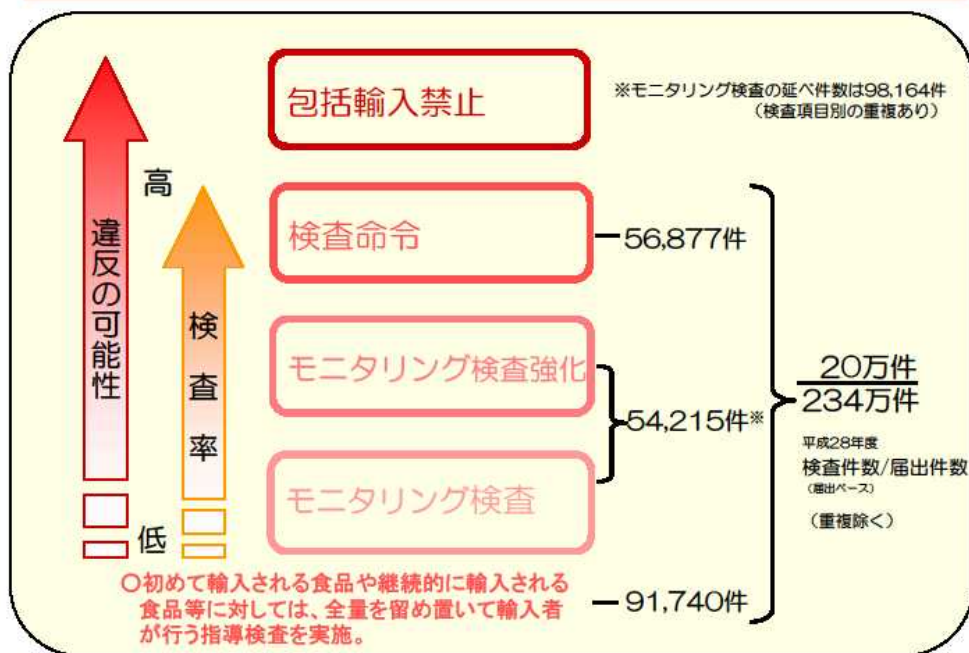 包括輸入禁止
※モニタリング検査の延べ件数は98,164件
(検査項目別の重複あり)
高
違反の可能性
検査率
検査命令
56,877件
モニタリング検査強化
54,215件※
モニタリング検査
20万件
234万件
平成28年度
検査件数/届出件数
(届出ベース)
(重複除く)
低
○初めて輸入される食品や継続的に輸入される
食品等に対しては、全量を留め置いて輸入者
が行う指導検査を実施。
91,740件